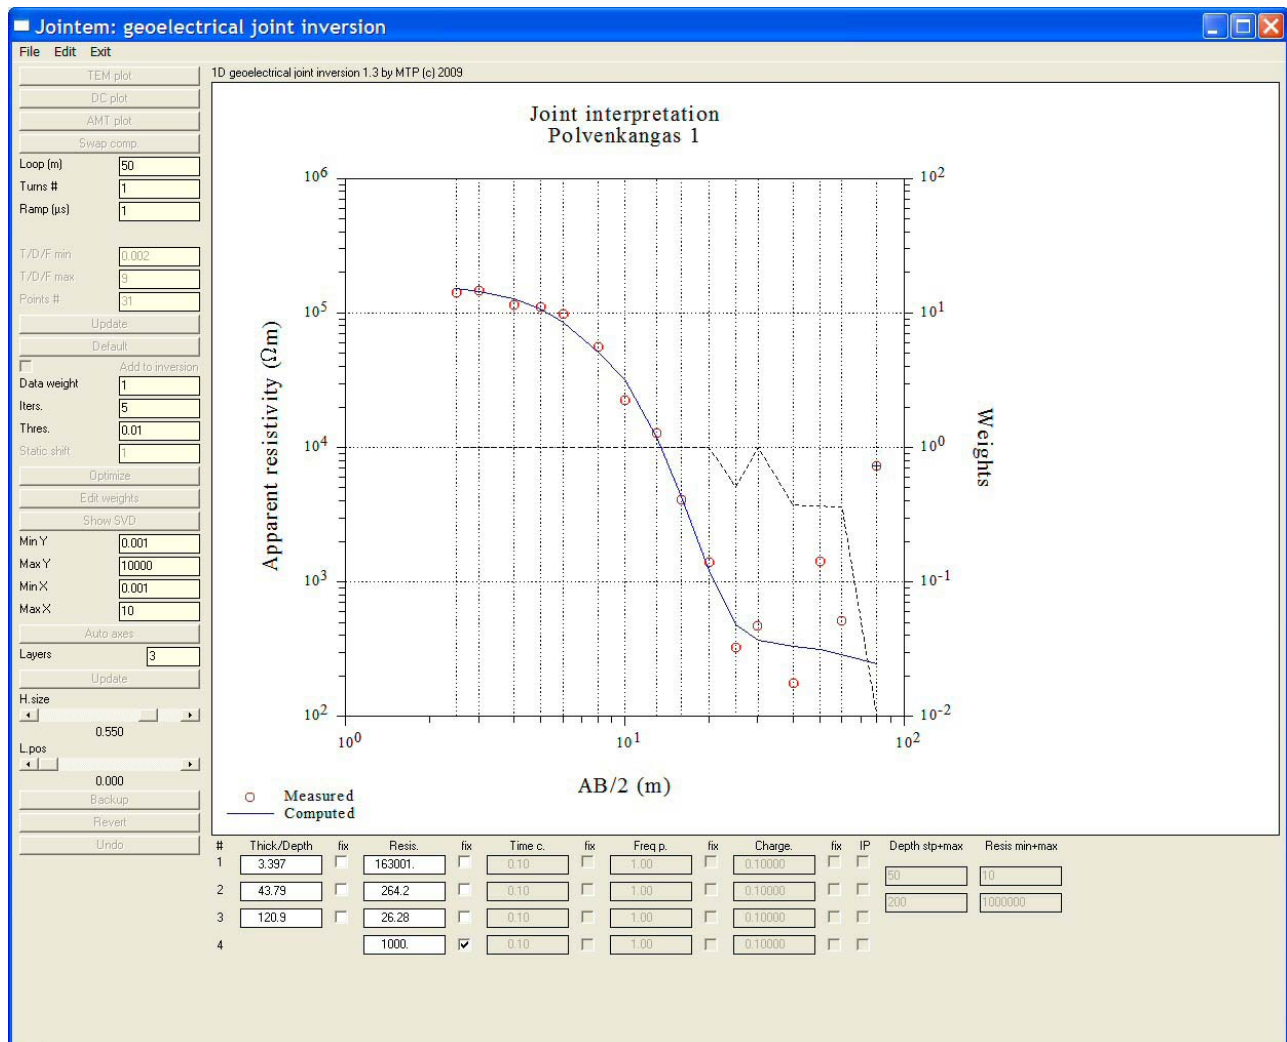 Jointem: geoelectrical joint inversion
File Edit Exit
TEM plot
DC plot
AMT plot
Swap comp.
Loop (m) 50
Turns # 1
Ramp (µs) 1
T/D/F min 0.002
T/D/F max 9
Points # 31
Update
Default
Add to inversion
Data weight 1
Iters. 5
Thres. 0.01
Static shift 1
Optimize
Edit weights
Show SVD
Min Y 0.001
Max Y 10000
Min X 0.001
Max X 10
Auto axes
Layers 3
Update
H.size
0.550
L.pos
0.000
Backup
Revert
Undo
1D geoelectrical joint inversion 1.3 by MTP (c) 2009
Joint interpretation
Polvenkangas 1
10^6 10^2
10^5 10^1
10^4 10^0
10^3 10^-1
10^2 10^-2
Apparent resistivity (Ωm)
Weights
10^0 10^1 10^2
AB/2 (m)
Measured
Computed
# Thick/Depth fix Resis. fix Time c. fix Freq p. fix Charge. fix IP Depth stp+max Resis min+max
1 3.397 163001. 0.10 1.00 0.10000 50 10
2 43.79 264.2 0.10 1.00 0.10000 200 1000000
3 120.9 26.28 0.10 1.00 0.10000
4 1000. 0.10 1.00 0.10000